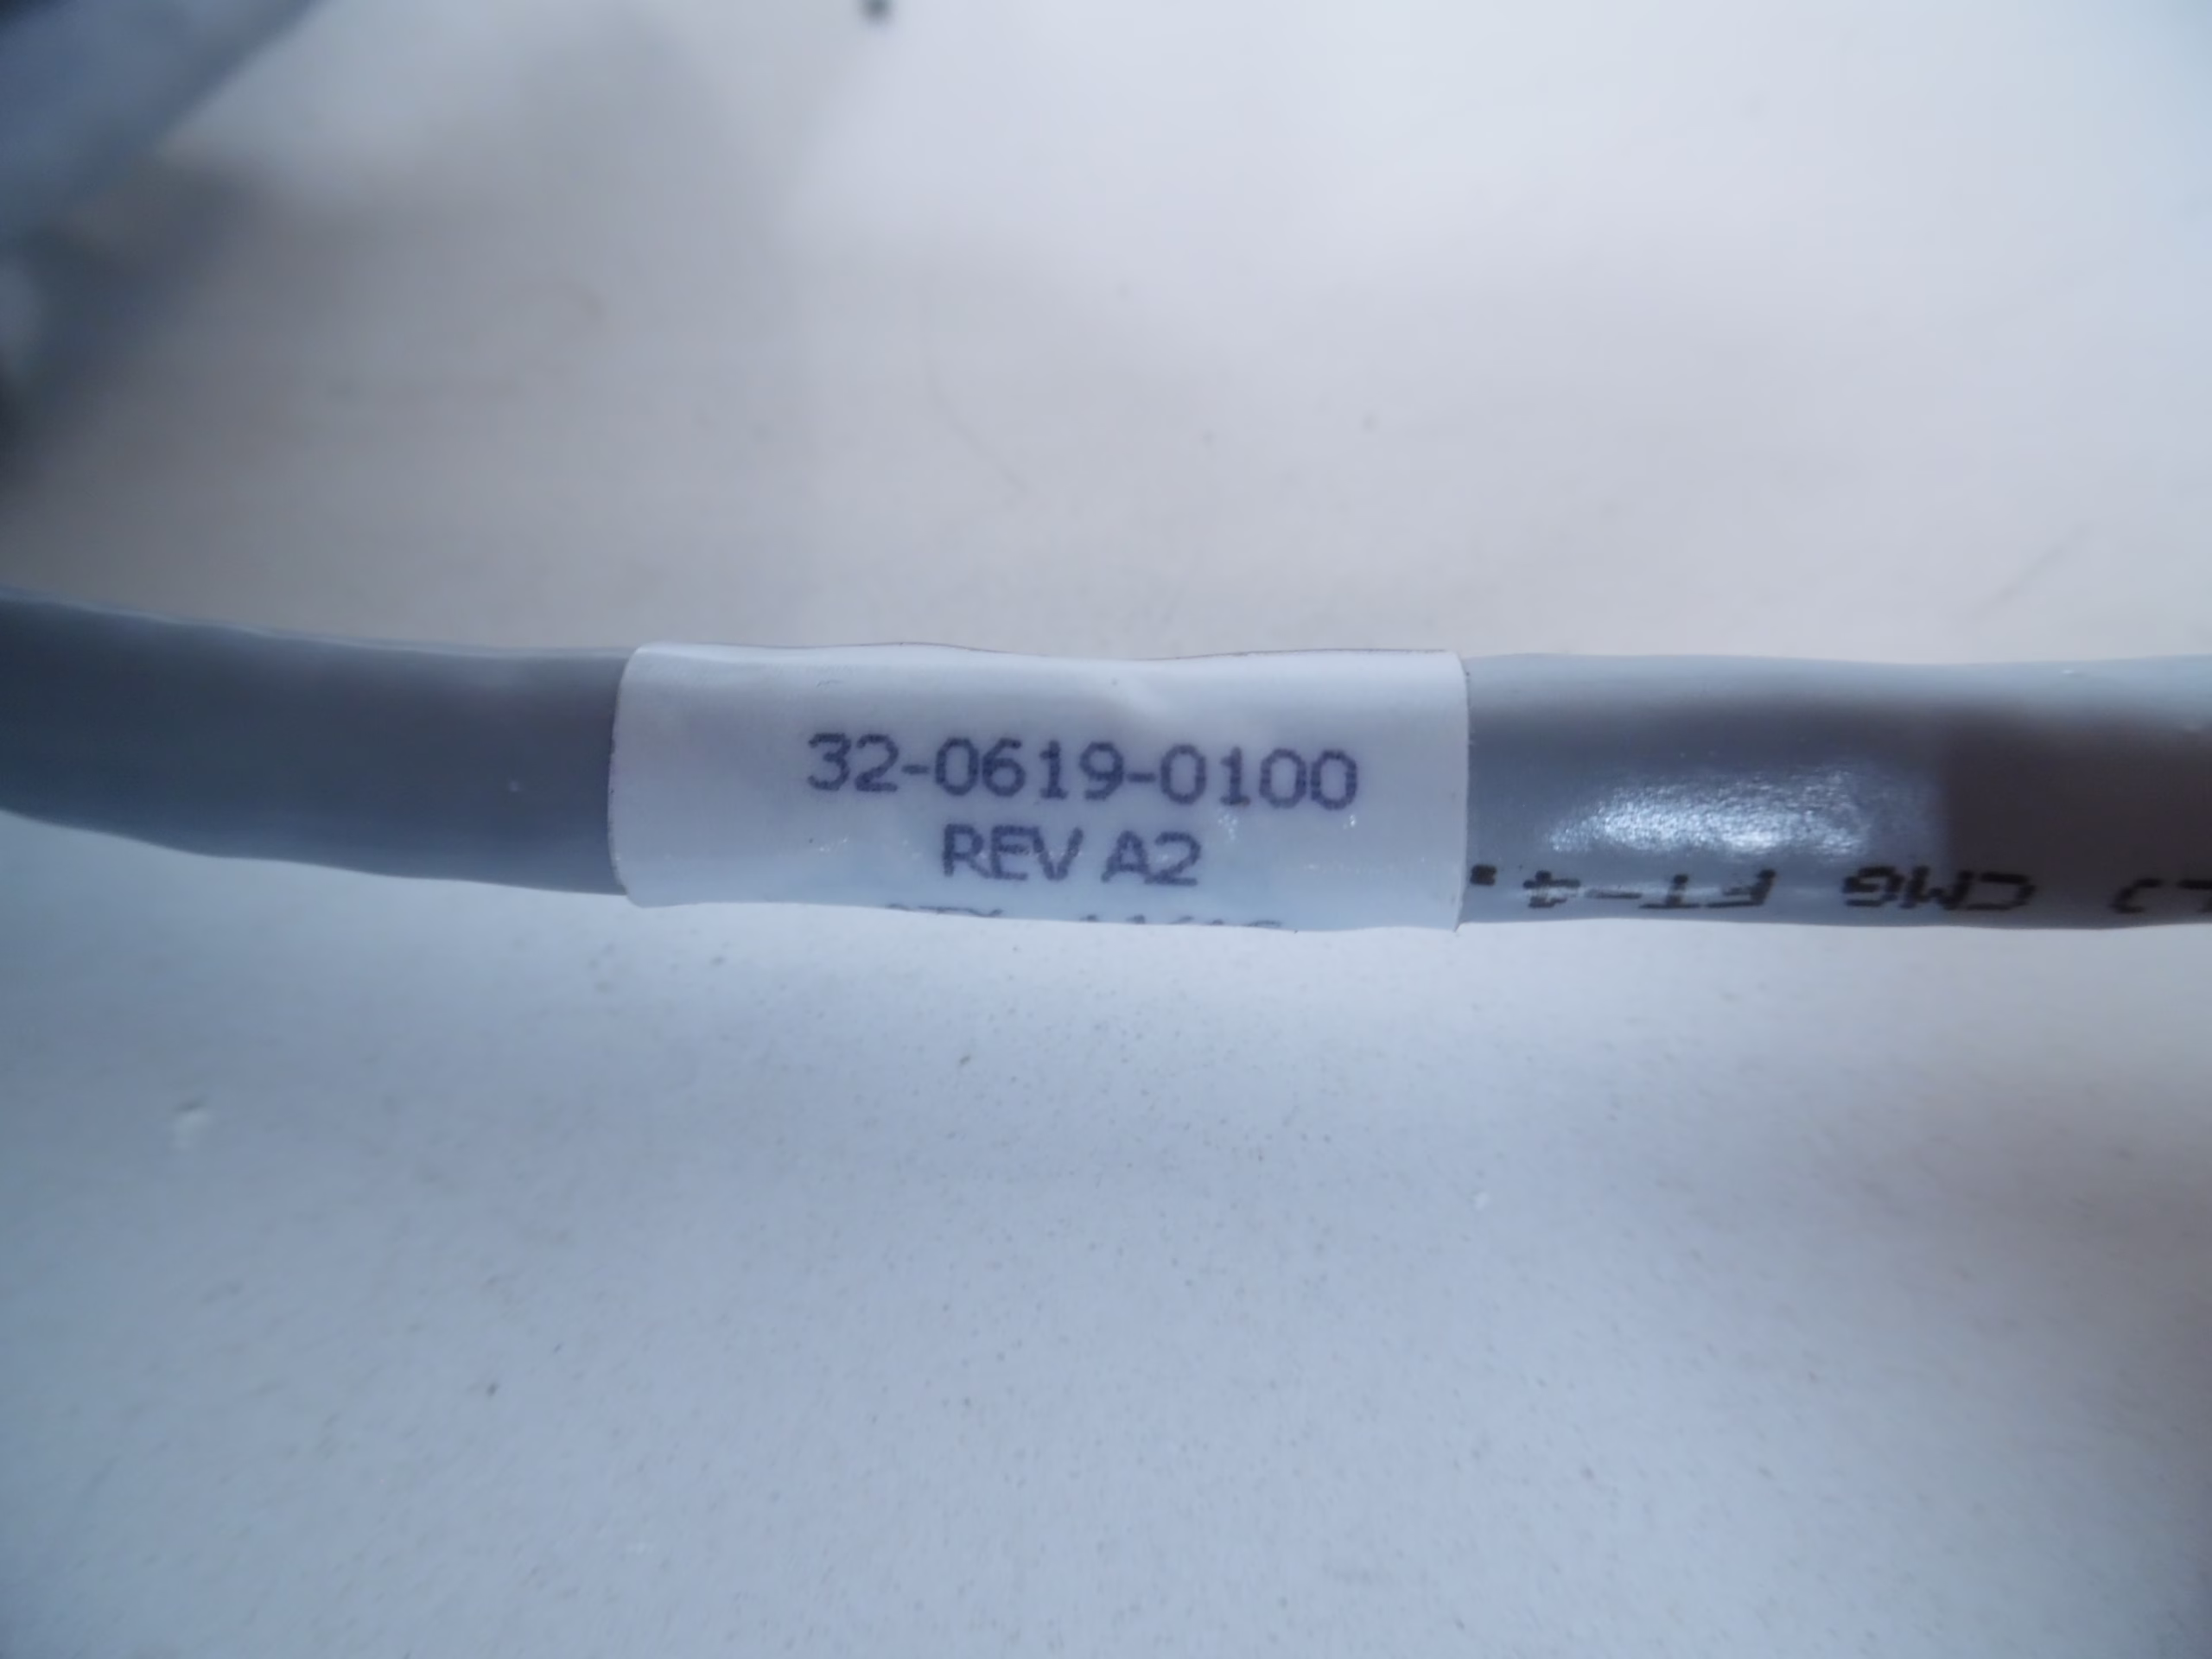 32-0619-0100
REV A2
CMG FT-4